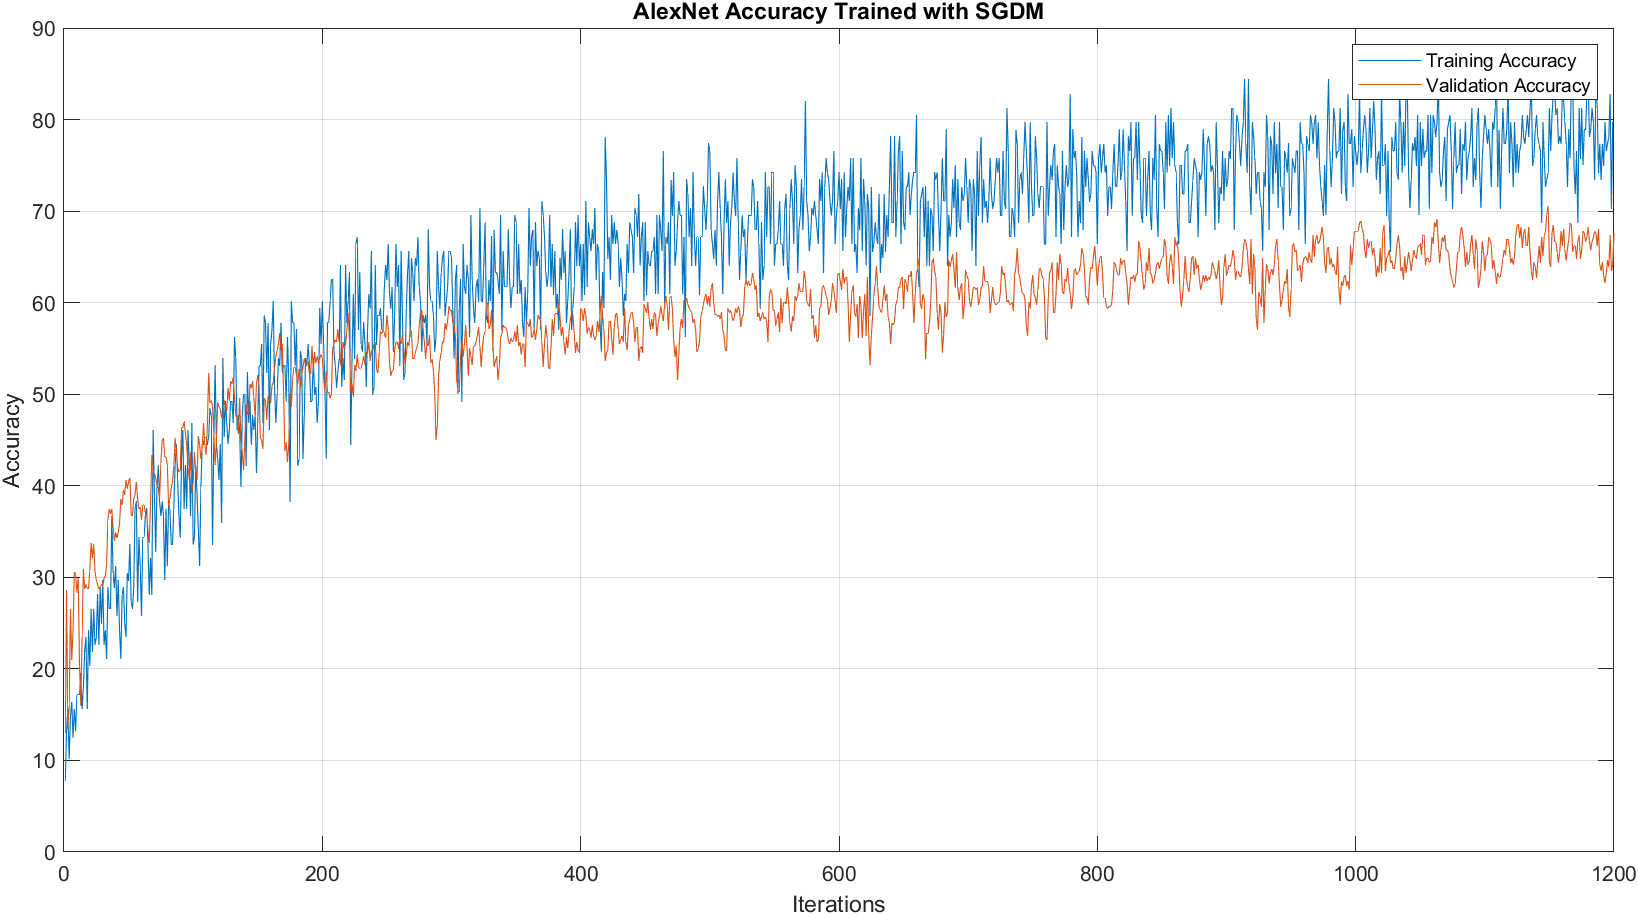 AlexNet Accuracy Trained with SGDM
90
80
70
60
50
40
30
20
10
0
Accuracy
Training Accuracy
Validation Accuracy
0 200 400 600 800 1000 1200
Iterations